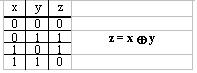 x y z
0 0 0
0 1 1
1 0 1
1 1 0
z = x ⊕ y